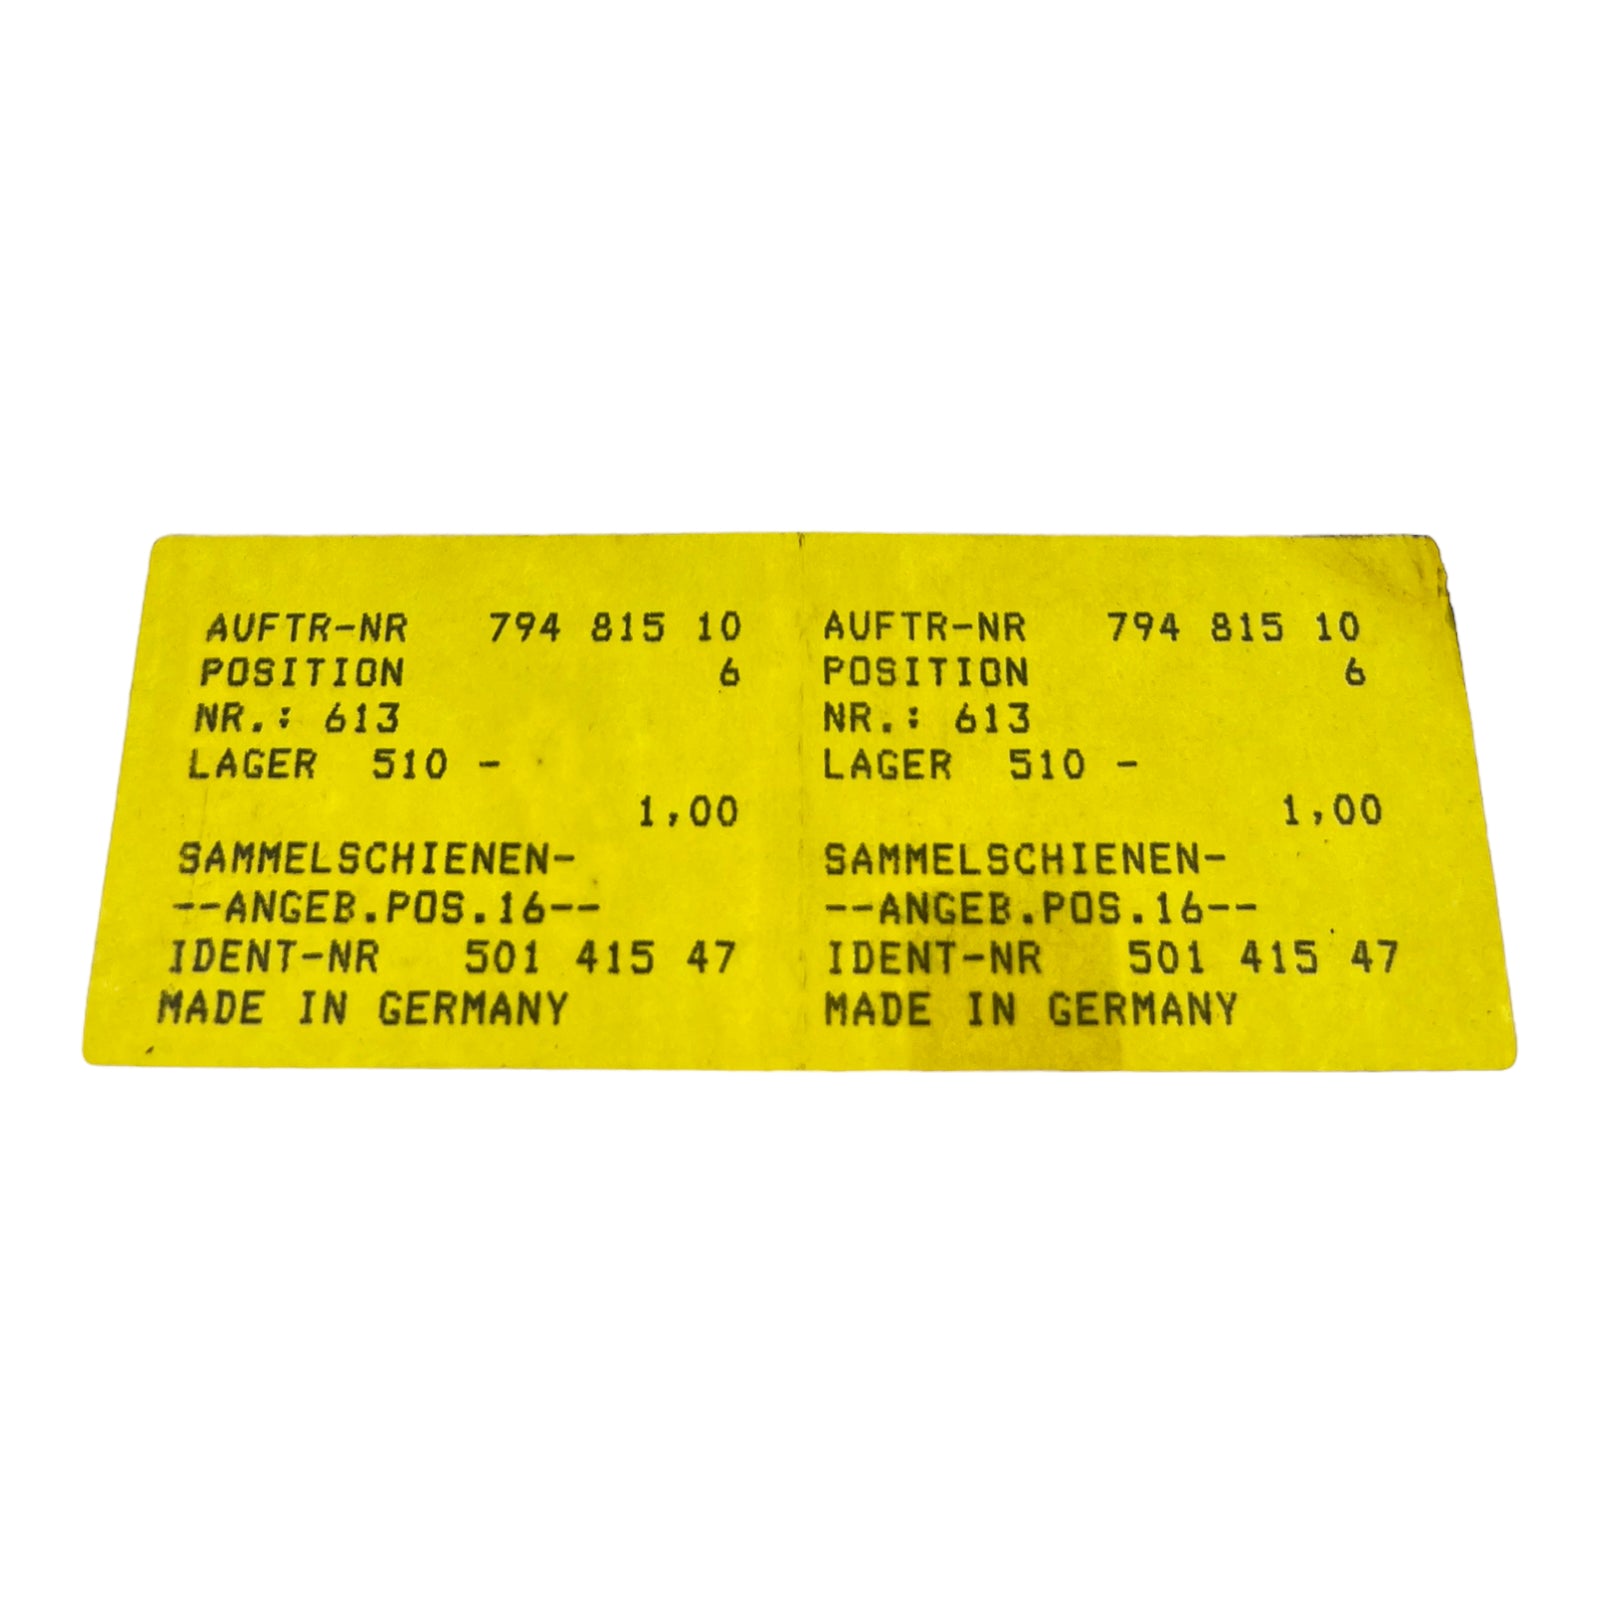 AUFTR-NR 794 815 10
POSITION 6
NR.: 613
LAGER 510 -
1,00
SAMMELSCHIENEN-
--ANGEB.POS.16--
IDENT-NR 501 415 47
MADE IN GERMANY
AUFTR-NR 794 815 10
POSITION 6
NR.: 613
LAGER 510 -
1,00
SAMMELSCHIENEN-
--ANGEB.POS.16--
IDENT-NR 501 415 47
MADE IN GERMANY